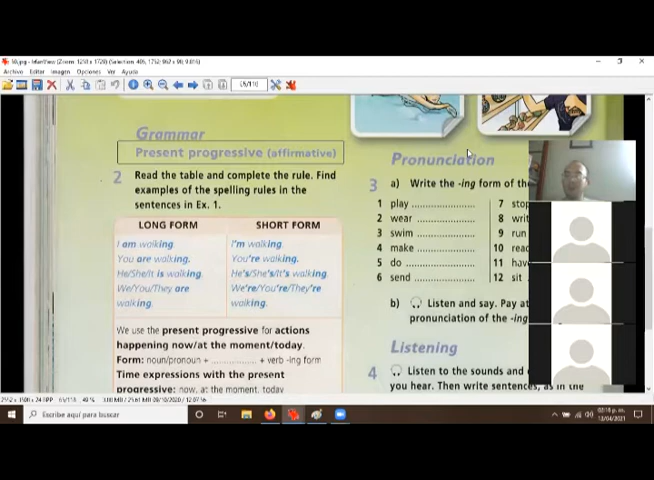 Archivo Editar Imagen Opciones Ver Ayuda
Grammar
Present progressive (affirmative)
2 Read the table and complete the rule. Find
examples of the spelling rules in the
sentences in Ex. 1.
LONG FORM SHORT FORM
I am walking. I'm walking.
You are walking. You're walking.
He/She/It is walking. He's/She's/It's walking.
We/You/They are We're/You're/They're
walking. walking.
We use the present progressive for actions
happening now/at the moment/today.
Form: noun/pronoun + .................. + verb -ing form
Time expressions with the present
progressive: now, at the moment, today
Pronunciation
3 a) Write the -ing form of the
1 play ..................... 7 stop
2 wear ..................... 8 writ
3 swim ..................... 9 run
4 make ..................... 10 read
5 do ..................... 11 hav
6 send ..................... 12 sit
b) Listen and say. Pay at
pronunciation of the -ing
Listening
4 Listen to the sounds and
you hear. Then write sentences, as in the
Escribe aquí para buscar
12/04/2021